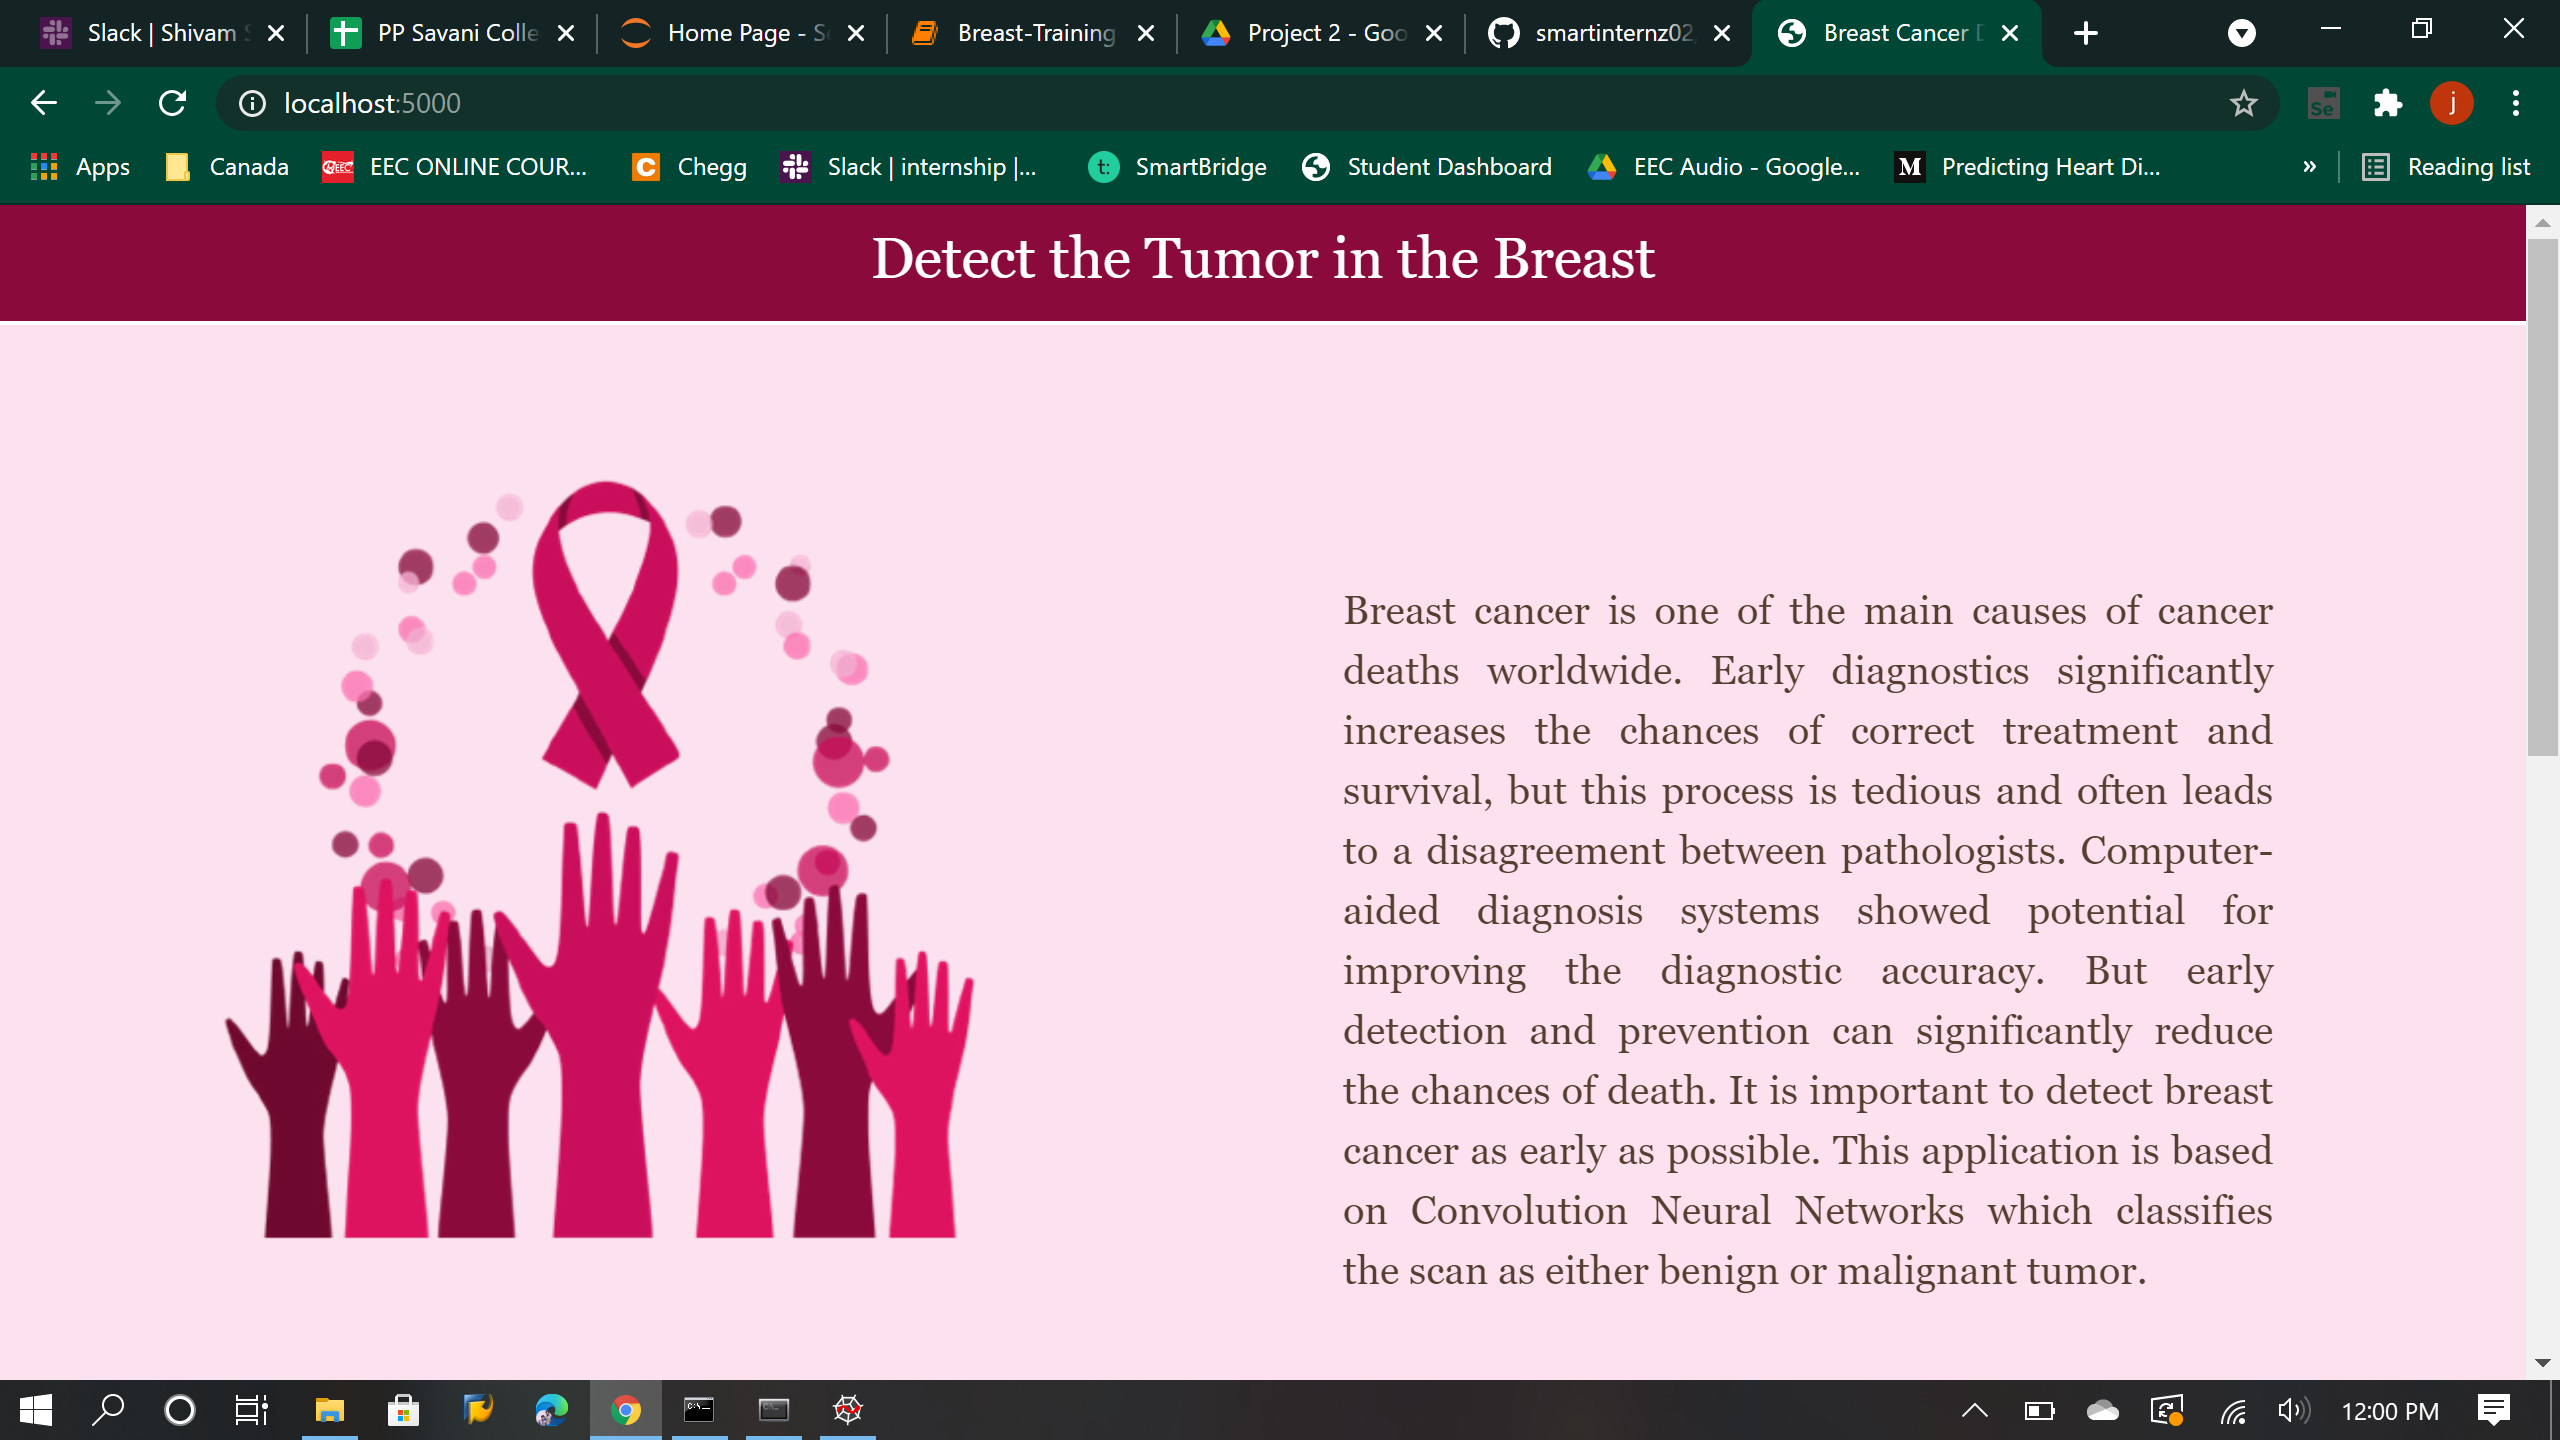 Slack | Shivam S
PP Savani Colle
Home Page - Se
Breast-Training
Project 2 - Goo
smartinternz02
Breast Cancer D
localhost:5000
Se
j
Apps
Canada
EEC
EEC ONLINE COUR...
C
Chegg
Slack | internship |...
t:
SmartBridge
Student Dashboard
EEC Audio - Google...
M
Predicting Heart Di...
»
Reading list
Detect the Tumor in the Breast
Breast cancer is one of the main causes of cancer
deaths worldwide. Early diagnostics significantly
increases the chances of correct treatment and
survival, but this process is tedious and often leads
to a disagreement between pathologists. Computer-
aided diagnosis systems showed potential for
improving the diagnostic accuracy. But early
detection and prevention can significantly reduce
the chances of death. It is important to detect breast
cancer as early as possible. This application is based
on Convolution Neural Networks which classifies
the scan as either benign or malignant tumor.
12:00 PM